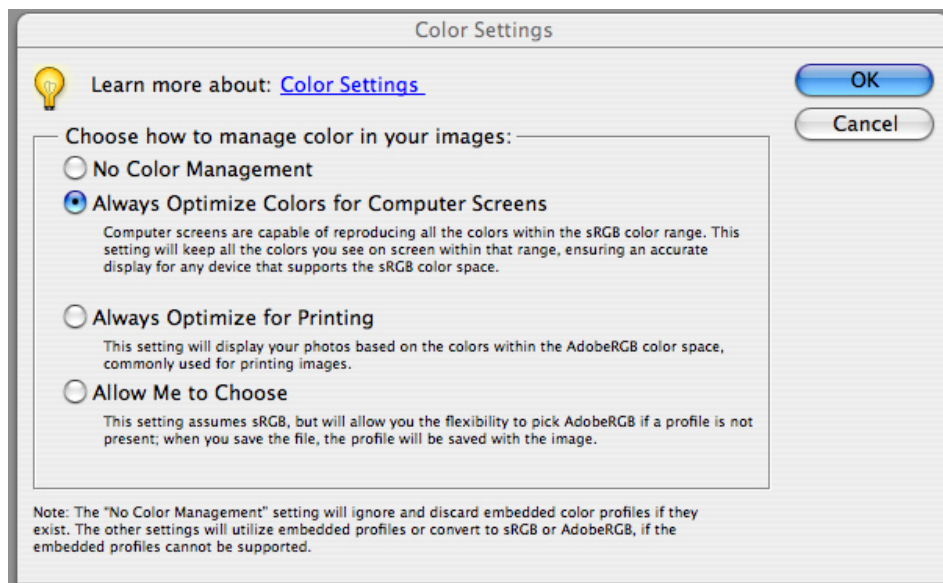 Color Settings
Learn more about: Color Settings
OK
Cancel
Choose how to manage color in your images:
No Color Management
Always Optimize Colors for Computer Screens
Computer screens are capable of reproducing all the colors within the sRGB color range. This
setting will keep all the colors you see on screen within that range, ensuring an accurate
display for any device that supports the sRGB color space.
Always Optimize for Printing
This setting will display your photos based on the colors within the AdobeRGB color space,
commonly used for printing images.
Allow Me to Choose
This setting assumes sRGB, but will allow you the flexibility to pick AdobeRGB if a profile is not
present; when you save the file, the profile will be saved with the image.
Note: The "No Color Management" setting will ignore and discard embedded color profiles if they
exist. The other settings will utilize embedded profiles or convert to sRGB or AdobeRGB, if the
embedded profiles cannot be supported.